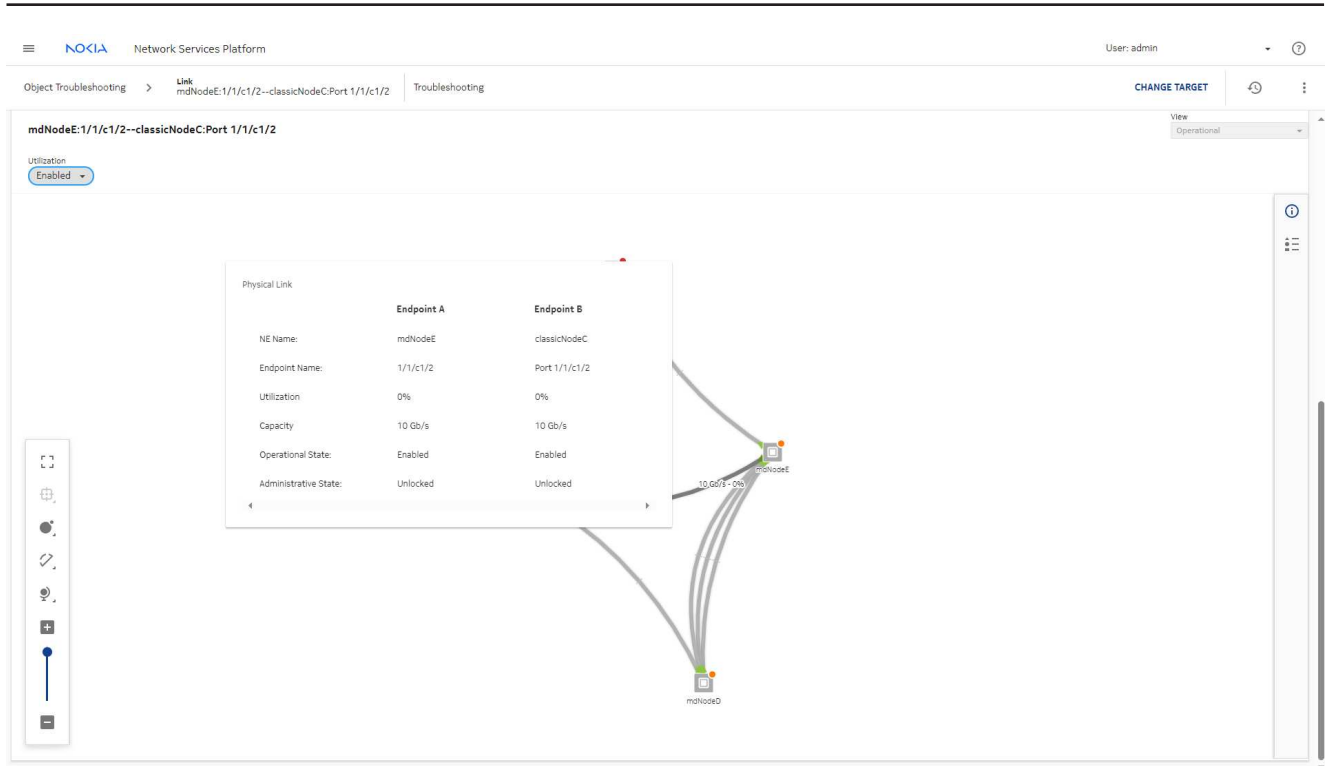 NOKIA Network Services Platform User: admin
Object Troubleshooting > Link Troubleshooting CHANGE TARGET
mdNodeE:1/1/c1/2--classicNodeC:Port 1/1/c1/2
mdNodeE:1/1/c1/2--classicNodeC:Port 1/1/c1/2
View
Operational
Utilization
Enabled
Physical Link
Endpoint A Endpoint B
NE Name: mdNodeE classicNodeC
Endpoint Name: 1/1/c1/2 Port 1/1/c1/2
Utilization 0% 0%
Capacity 10 Gb/s 10 Gb/s
Operational State: Enabled Enabled
Administrative State: Unlocked Unlocked
mdNodeE
10 Gb/s - 0%
mdNodeD